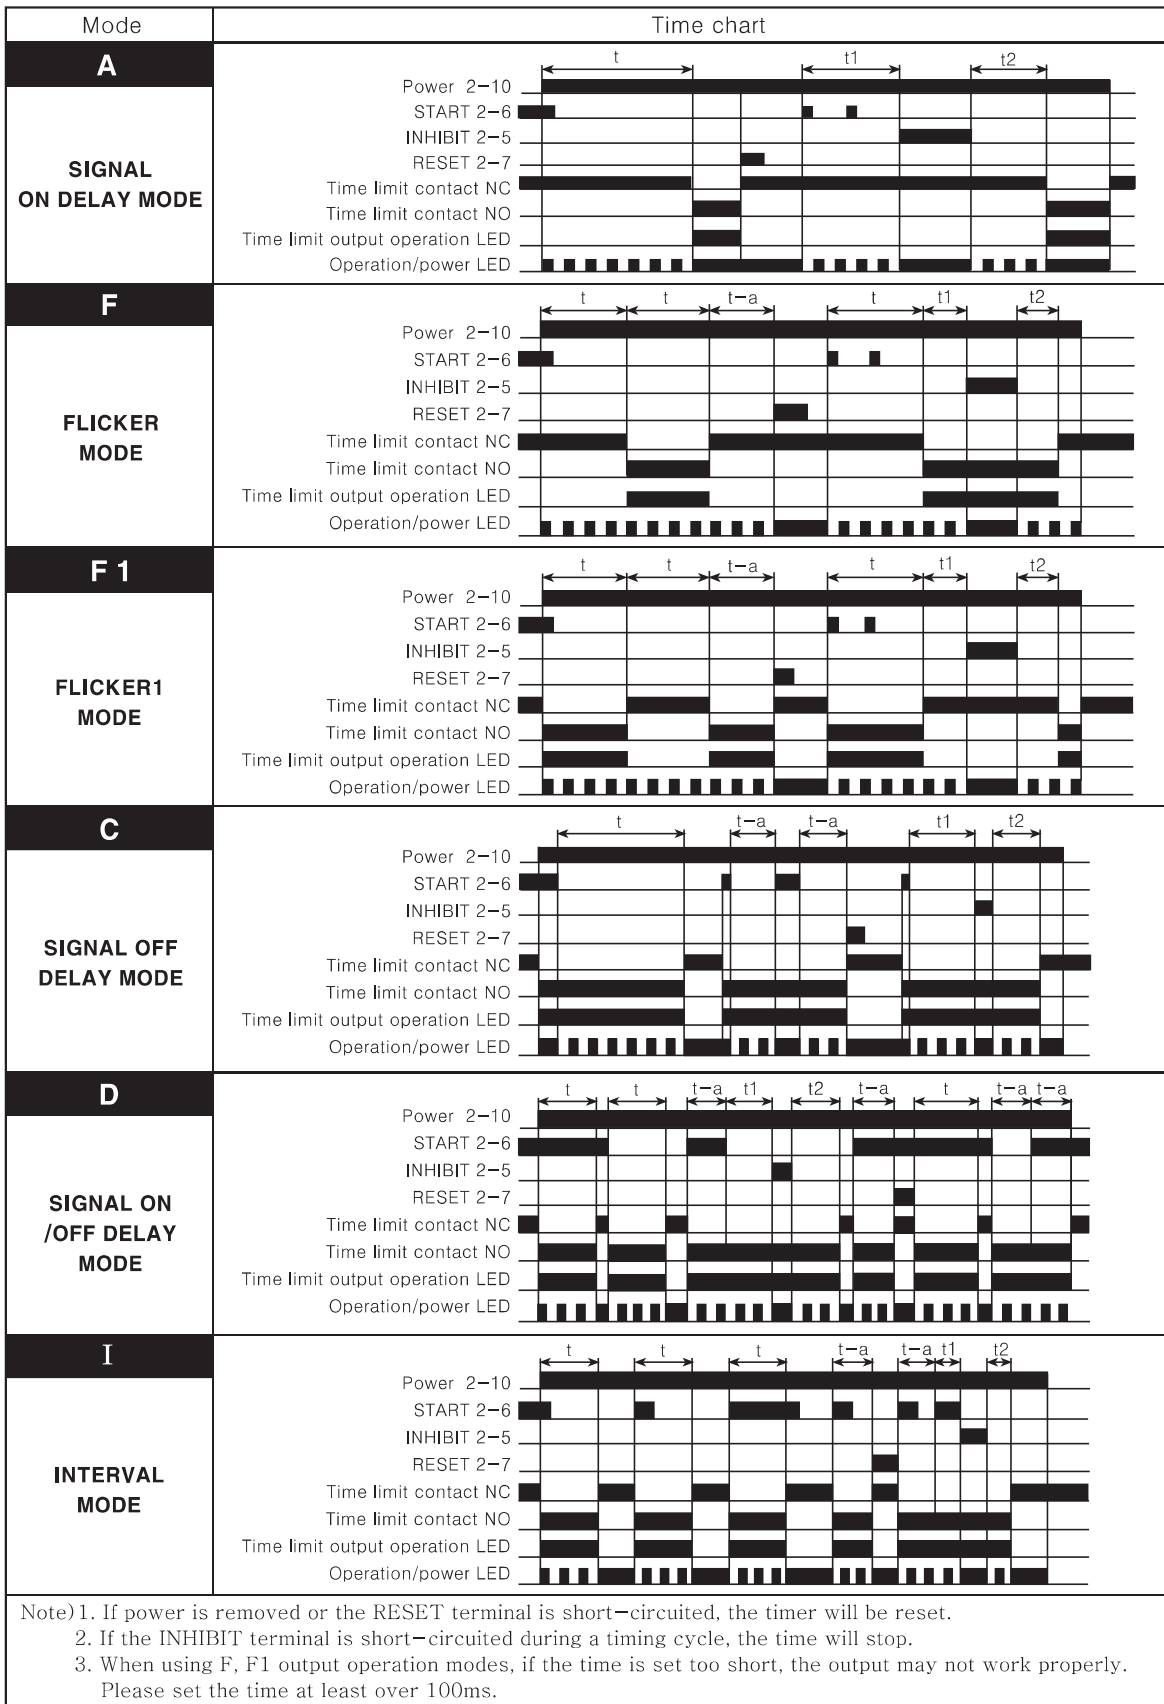 Mode Time chart
A
SIGNAL
ON DELAY MODE
t t1 t2
Power 2-10
START 2-6
INHIBIT 2-5
RESET 2-7
Time limit contact NC
Time limit contact NO
Time limit output operation LED
Operation/power LED
F
FLICKER
MODE
t t t-a t t1 t2
Power 2-10
START 2-6
INHIBIT 2-5
RESET 2-7
Time limit contact NC
Time limit contact NO
Time limit output operation LED
Operation/power LED
F 1
FLICKER1
MODE
t t t-a t t1 t2
Power 2-10
START 2-6
INHIBIT 2-5
RESET 2-7
Time limit contact NC
Time limit contact NO
Time limit output operation LED
Operation/power LED
C
SIGNAL OFF
DELAY MODE
t t-a t-a t1 t2
Power 2-10
START 2-6
INHIBIT 2-5
RESET 2-7
Time limit contact NC
Time limit contact NO
Time limit output operation LED
Operation/power LED
D
SIGNAL ON
/OFF DELAY
MODE
t t t-a t1 t2 t-a t t-a t-a
Power 2-10
START 2-6
INHIBIT 2-5
RESET 2-7
Time limit contact NC
Time limit contact NO
Time limit output operation LED
Operation/power LED
I
INTERVAL
MODE
t t t t-a t-a t1 t2
Power 2-10
START 2-6
INHIBIT 2-5
RESET 2-7
Time limit contact NC
Time limit contact NO
Time limit output operation LED
Operation/power LED
Note)1. If power is removed or the RESET terminal is short-circuited, the timer will be reset.
2. If the INHIBIT terminal is short-circuited during a timing cycle, the time will stop.
3. When using F, F1 output operation modes, if the time is set too short, the output may not work properly.
Please set the time at least over 100ms.